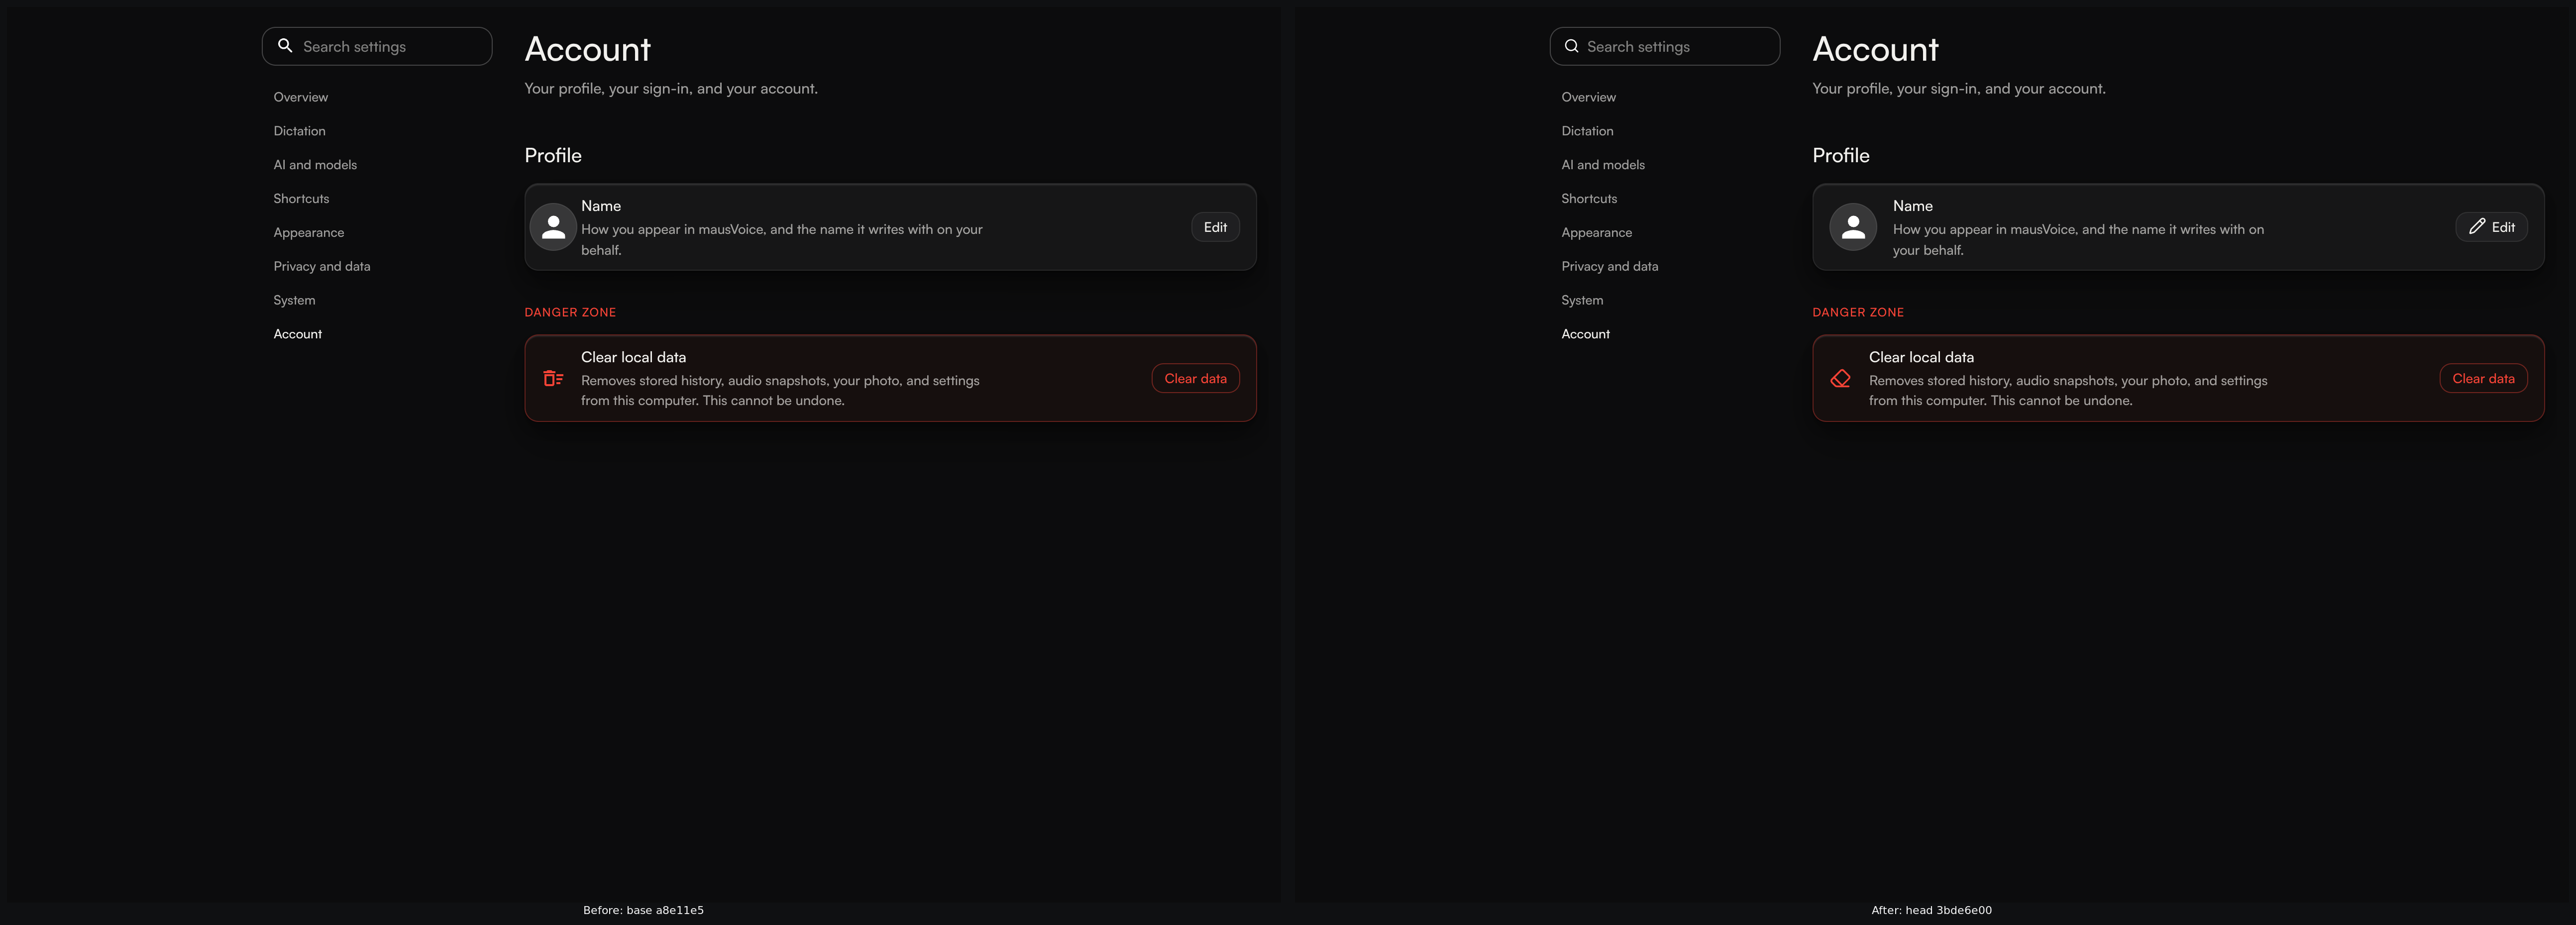 Search settings
Overview
Dictation
AI and models
Shortcuts
Appearance
Privacy and data
System
Account
Account
Your profile, your sign-in, and your account.
Profile
Name
How you appear in mausVoice, and the name it writes with on your
behalf.
Edit
DANGER ZONE
Clear local data
Removes stored history, audio snapshots, your photo, and settings
from this computer. This cannot be undone.
Clear data
Before: base a8e11e5
Search settings
Overview
Dictation
AI and models
Shortcuts
Appearance
Privacy and data
System
Account
Account
Your profile, your sign-in, and your account.
Profile
Name
How you appear in mausVoice, and the name it writes with on
your behalf.
Edit
DANGER ZONE
Clear local data
Removes stored history, audio snapshots, your photo, and settings
from this computer. This cannot be undone.
Clear data
After: head 3bde6e00